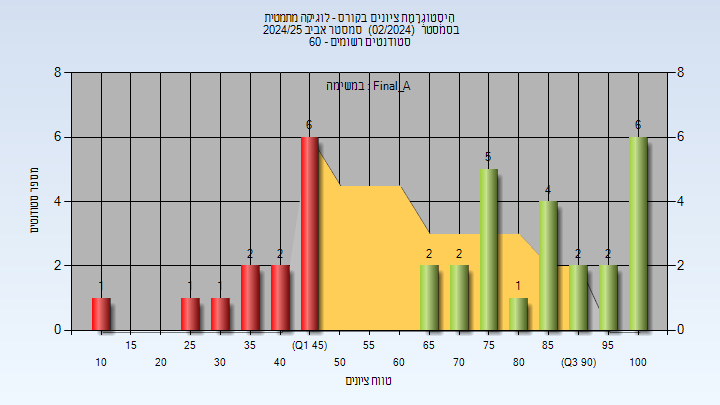 היסטוגרמת ציונים בקורס - לוגיקה מתמטית
בסמסטר (02/2024) סמסטר אביב 2024/25
סטודנטים רשומים - 60
במשימה : Final_A
מספר סטודנטים
8 8
6 6
4 4
2 2
0 0
1 1 1 2 2 6 2 2 5 1 4 2 2 6
15 25 35 (Q1 45) 55 65 75 85 95
10 20 30 40 50 60 70 80 (Q3 90) 100
טווח ציונים